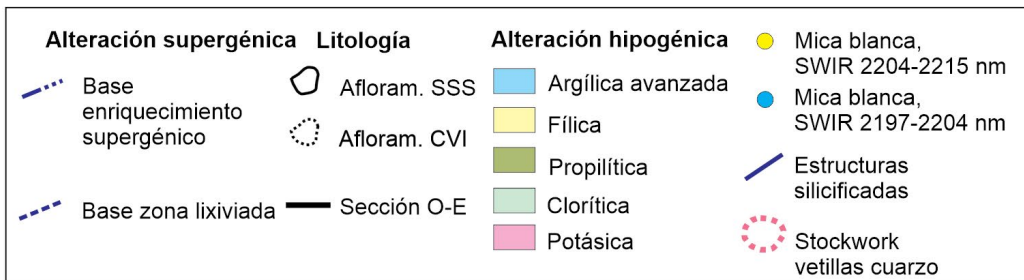 Alteración supergénica
Base
enriquecimiento
supergénico
Base zona lixiviada
Litología
Afloram. SSS
Afloram. CVI
Sección O-E
Alteración hipogénica
Argílica avanzada
Fílica
Propilítica
Clorítica
Potásica
Mica blanca,
SWIR 2204-2215 nm
Mica blanca,
SWIR 2197-2204 nm
Estructuras
silicificadas
Stockwork
vetillas cuarzo